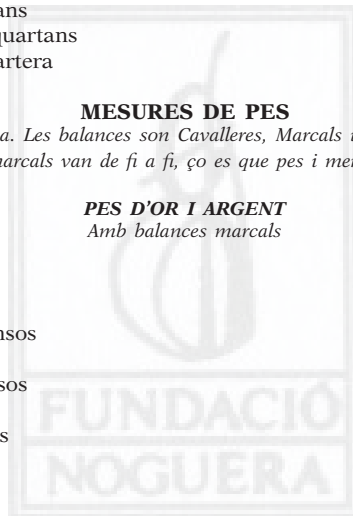 ans
quartans
artera
MESURES DE PES
a. Les balances son Cavalleres, Marcals i
marcals van de fi a fi, ço es que pes i men
PES D'OR I ARGENT
Amb balances marcals
nsos
sos
s
FUNDACIÓ
NOGUERA